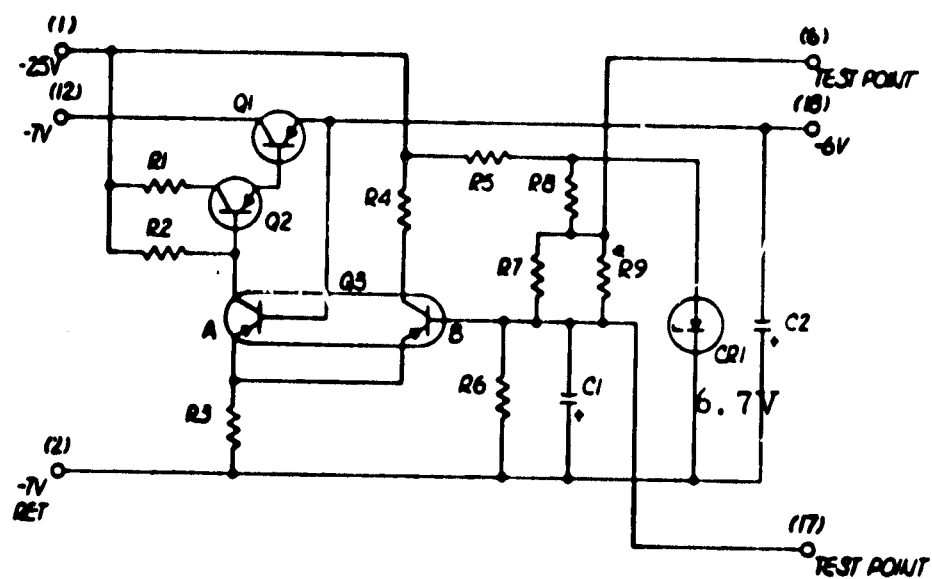 (1)
-25V
(12)
-7V
Q1
R1
R2
Q2
R4
R5
R8
(6)
TEST POINT
(18)
-6V
Q3
A
B
R7
R9
R3
R6
C1
CR1
6.7V
C2
(2)
-7V
RET
(17)
TEST POINT